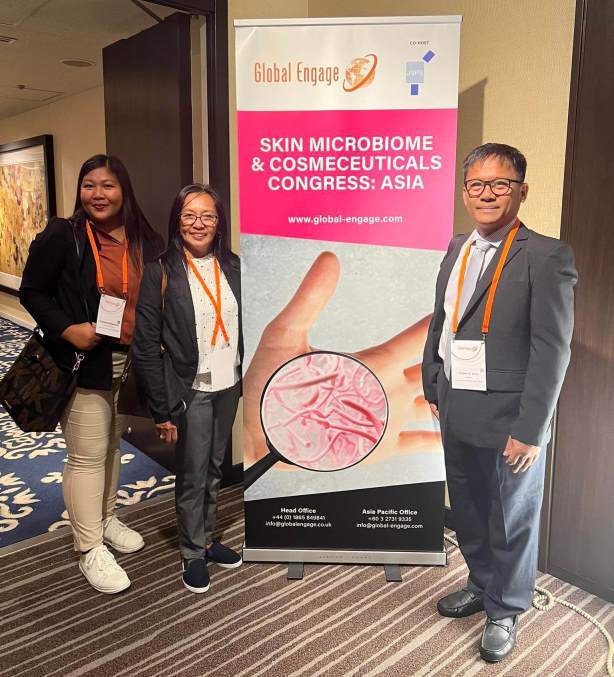 Global Engage
CO-HOST
SKIN MICROBIOME
& COSMECEUTICALS
CONGRESS: ASIA
www.global-engage.com
Head Office
+44 (0) 1865 849841
info@globalengage.co.uk
Asia Pacific Office
+60 3 2731 9335
info@global-engage.com